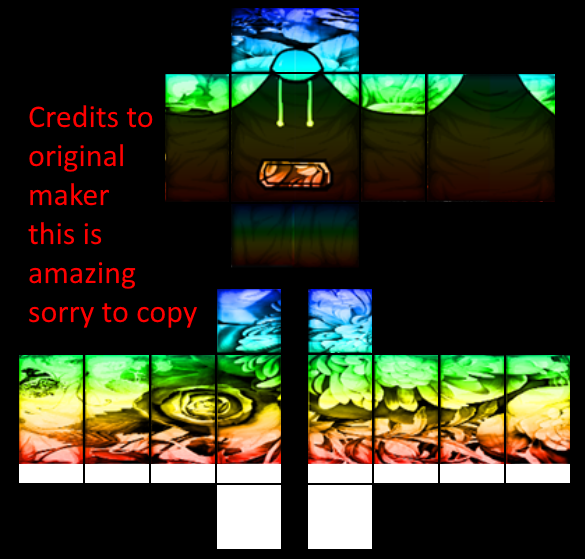 Credits to
original
maker
this is
amazing
sorry to copy